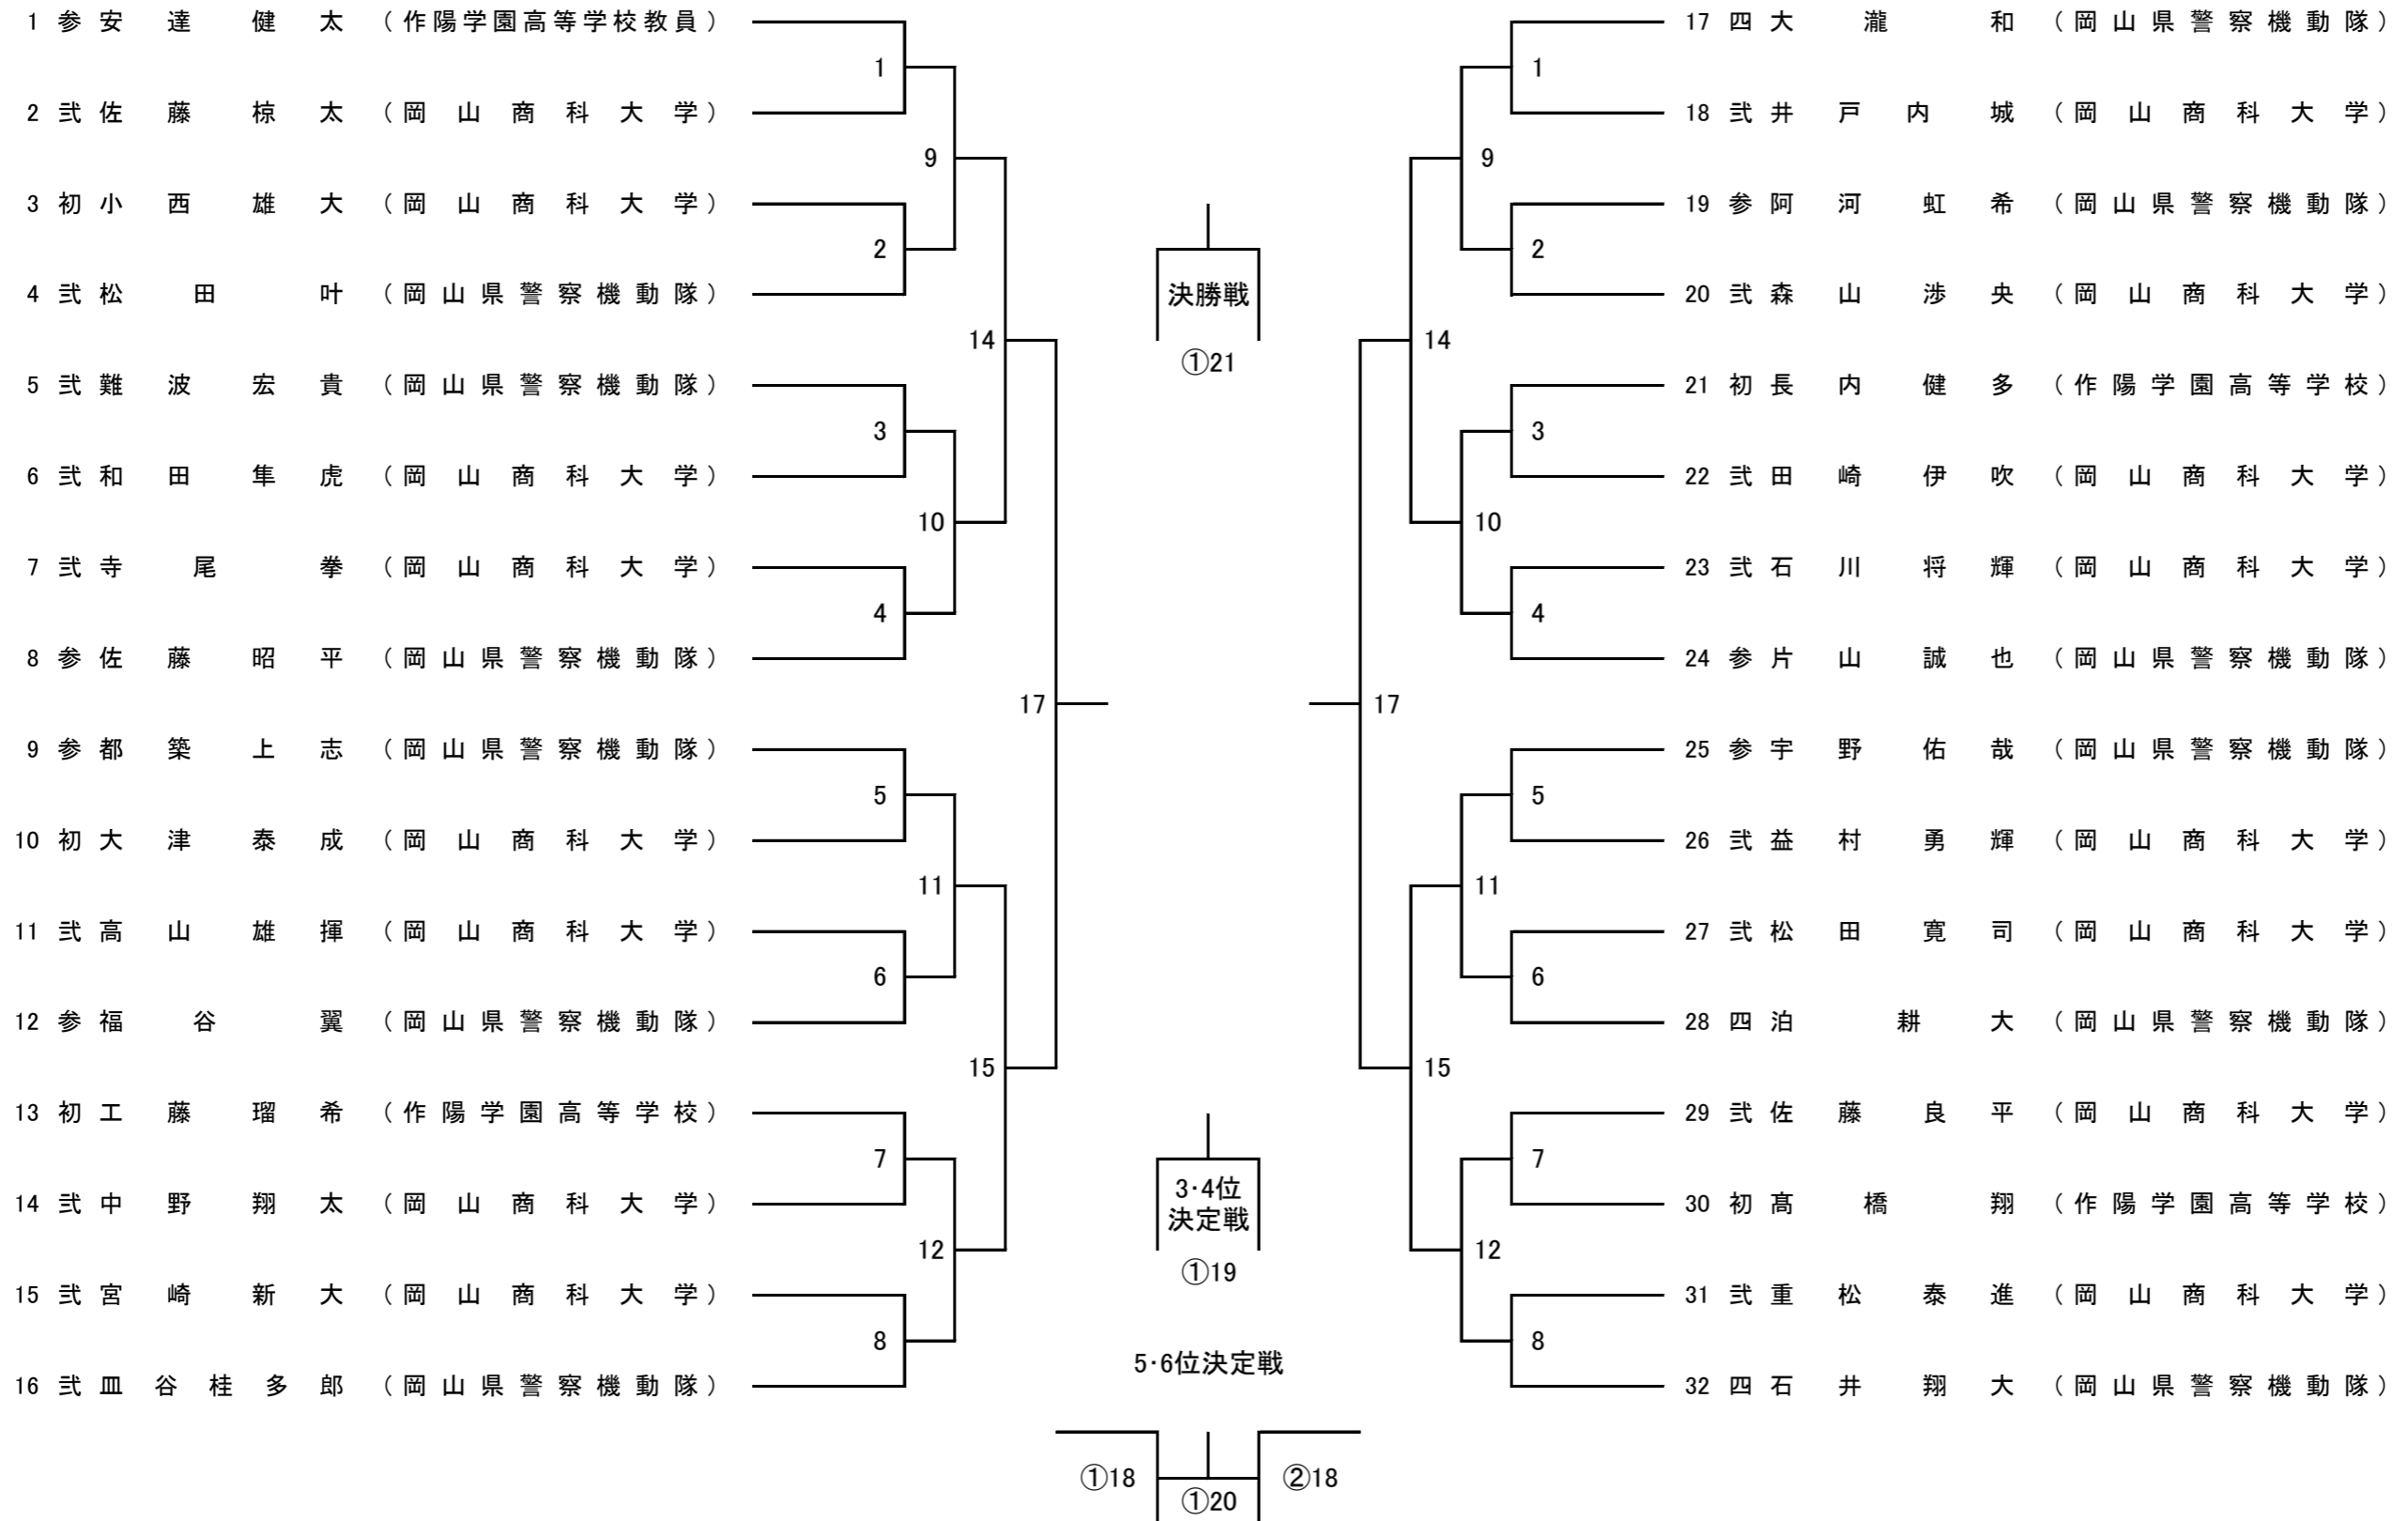 1 参 安達健太 （作陽学園高等学校教員）
1
2 弐 佐藤椋太 （岡山商科大学）
9
3 初 小西雄大 （岡山商科大学）
2
4 弐 松田叶 （岡山県警察機動隊）
14
5 弐 難波宏貴 （岡山県警察機動隊）
3
6 弐 和田隼虎 （岡山商科大学）
10
7 弐 寺尾拳 （岡山商科大学）
4
8 参 佐藤昭平 （岡山県警察機動隊）
17
9 参 都築上志 （岡山県警察機動隊）
5
10 初 大津泰成 （岡山商科大学）
11
11 弐 高山雄揮 （岡山商科大学）
6
12 参 福谷翼 （岡山県警察機動隊）
15
13 初 工藤瑠希 （作陽学園高等学校）
7
14 弐 中野翔太 （岡山商科大学）
12
15 弐 宮崎新大 （岡山商科大学）
8
16 弐 皿谷桂多郎 （岡山県警察機動隊）
決勝戦
①21
3・4位
決定戦
①19
5・6位決定戦
①18
①20
②18
17 四 大瀧和 （岡山県警察機動隊）
1
18 弐 井戸内城 （岡山商科大学）
9
19 参 阿河虹希 （岡山県警察機動隊）
2
20 弐 森山渉央 （岡山商科大学）
14
21 初 長内健多 （作陽学園高等学校）
3
22 弐 田崎伊吹 （岡山商科大学）
10
23 弐 石川将輝 （岡山商科大学）
4
24 参 片山誠也 （岡山県警察機動隊）
17
25 参 宇野佑哉 （岡山県警察機動隊）
5
26 弐 益村勇輝 （岡山商科大学）
11
27 弐 松田寛司 （岡山商科大学）
6
28 四 泊耕大 （岡山県警察機動隊）
15
29 弐 佐藤良平 （岡山商科大学）
7
30 初 髙橋翔 （作陽学園高等学校）
12
31 弐 重松泰進 （岡山商科大学）
8
32 四 石井翔大 （岡山県警察機動隊）